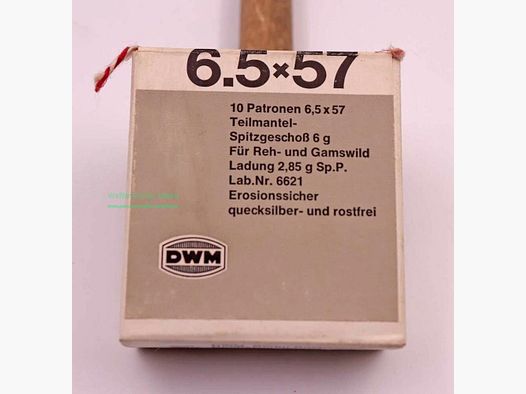 6.5×57
10 Patronen 6,5x57
Teilmantel-
Spitzgeschoß 6 g
Für Reh- und Gamswild
Ladung 2,85 g Sp.P.
Lab.Nr. 6621
Erosionssicher
quecksilber- und rostfrei
DWM